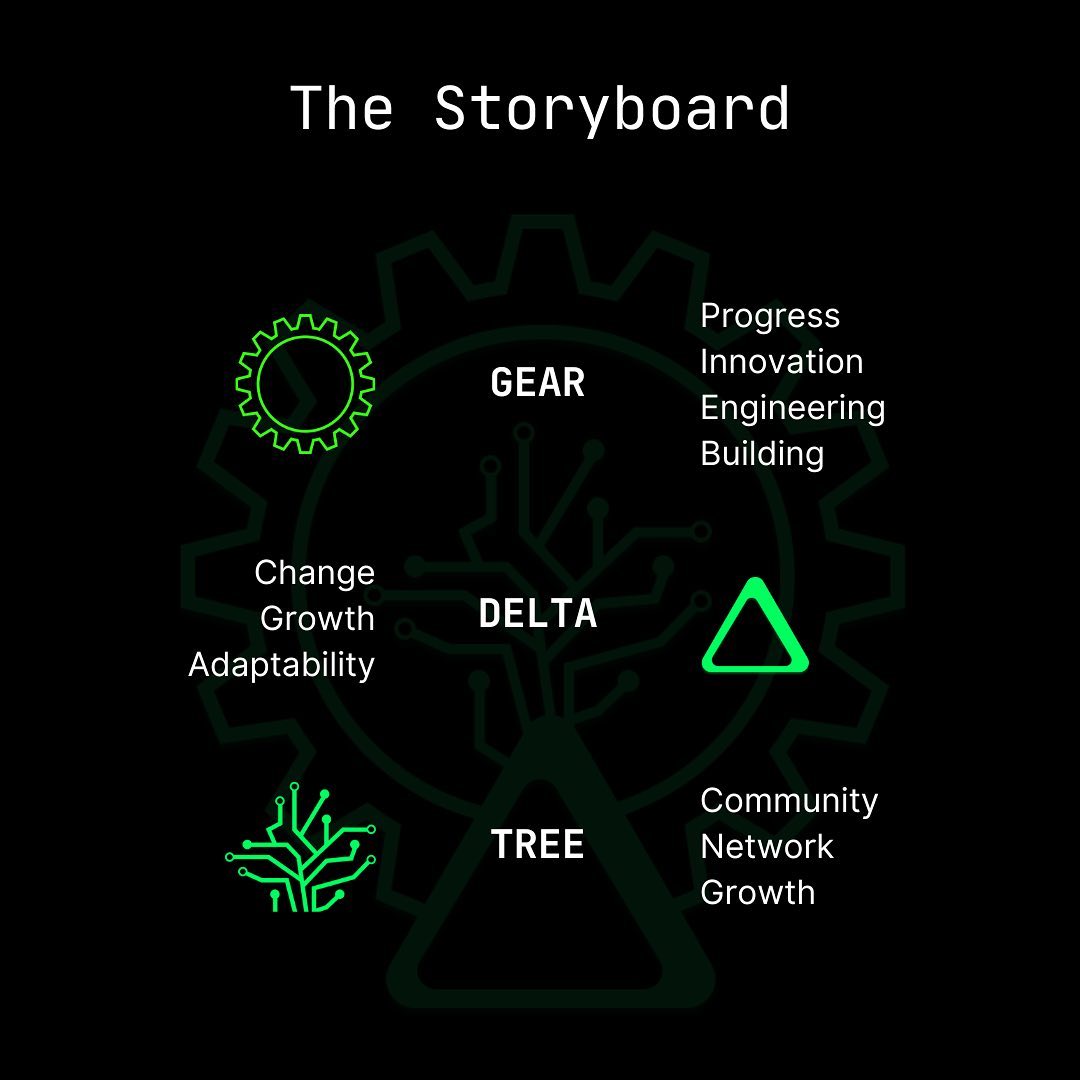 The Storyboard
GEAR
Progress
Innovation
Engineering
Building
Change
Growth
Adaptability
DELTA
TREE
Community
Network
Growth